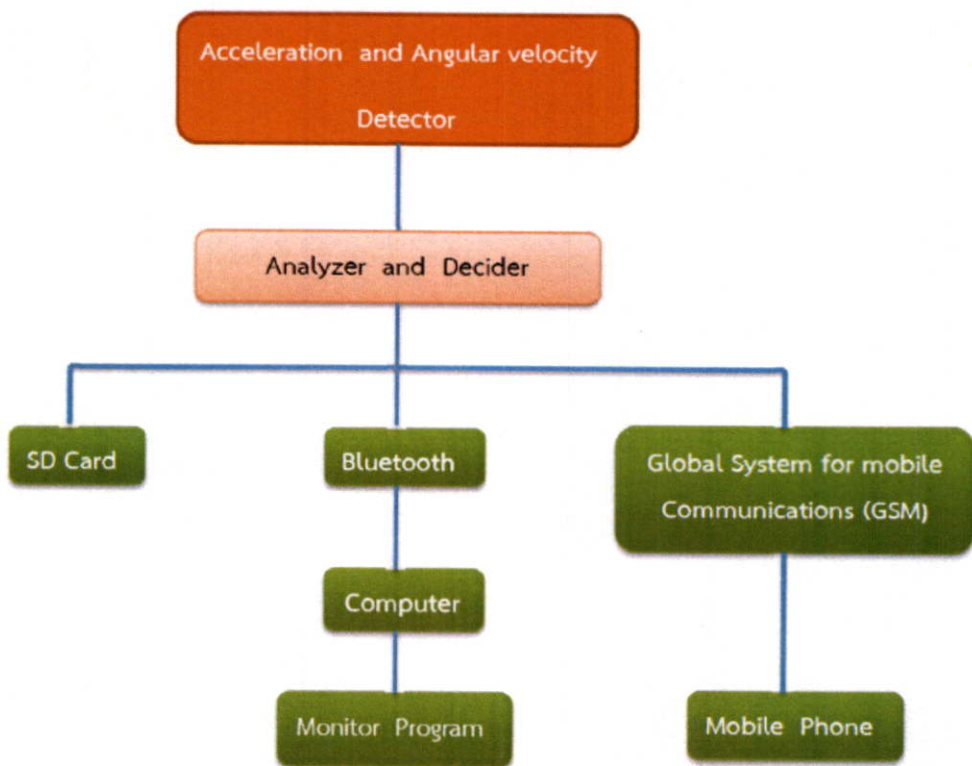 Acceleration and Angular velocity
Detector
Analyzer and Decider
SD Card
Bluetooth
Global System for mobile
Communications (GSM)
Computer
Monitor Program
Mobile Phone